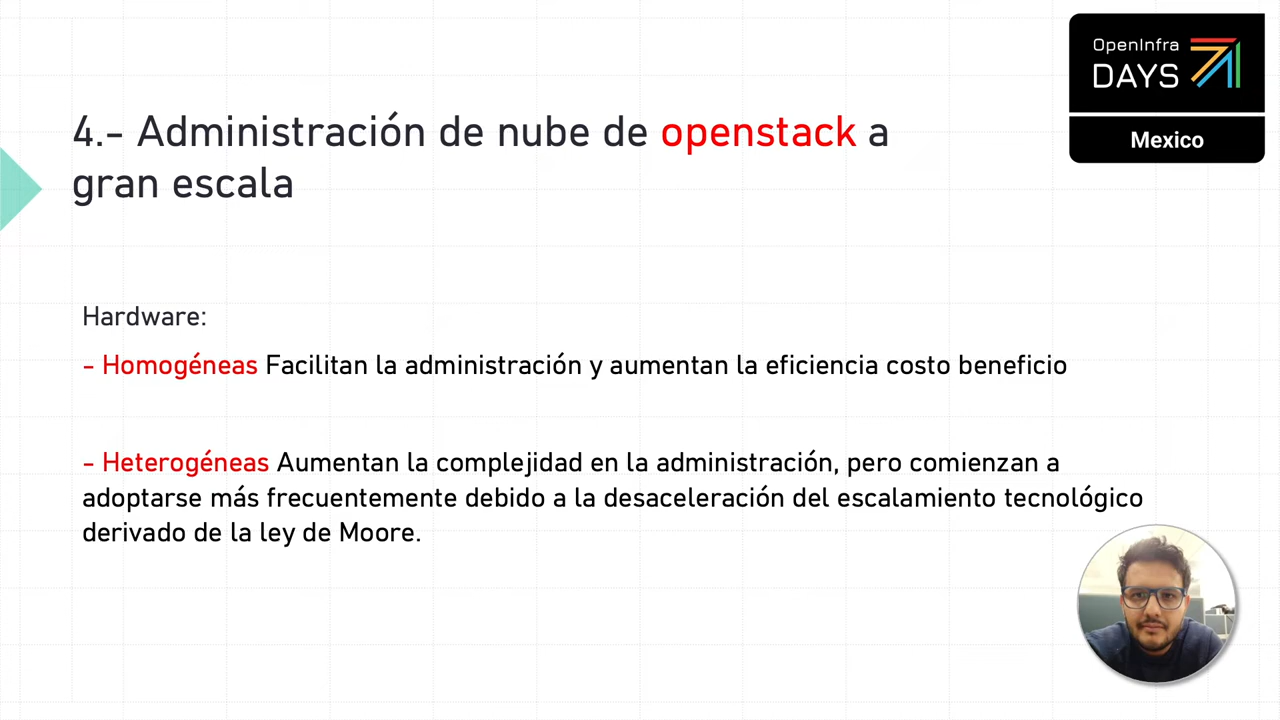 OpenInfra
DAYS
Mexico
4.- Administración de nube de openstack a
gran escala
Hardware:
- Homogéneas Facilitan la administración y aumentan la eficiencia costo beneficio
- Heterogéneas Aumentan la complejidad en la administración, pero comienzan a
adoptarse más frecuentemente debido a la desaceleración del escalamiento tecnológico
derivado de la ley de Moore.